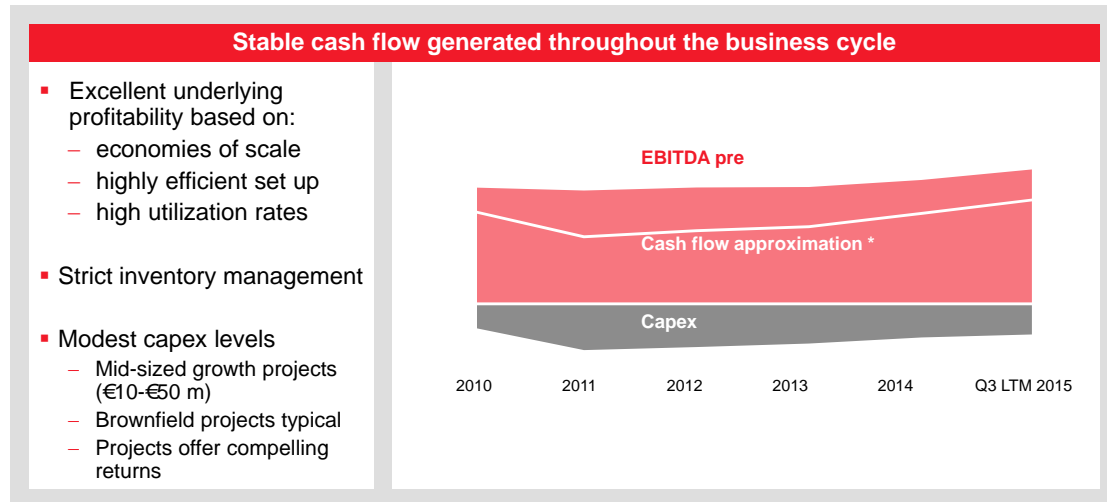 Stable cash flow generated throughout the business cycle
▪ Excellent underlying
profitability based on:
– economies of scale
– highly efficient set up
– high utilization rates
▪ Strict inventory management
▪ Modest capex levels
– Mid-sized growth projects
(€10-€50 m)
– Brownfield projects typical
– Projects offer compelling
returns
EBITDA pre
Cash flow approximation *
Capex
2010 2011 2012 2013 2014 Q3 LTM 2015